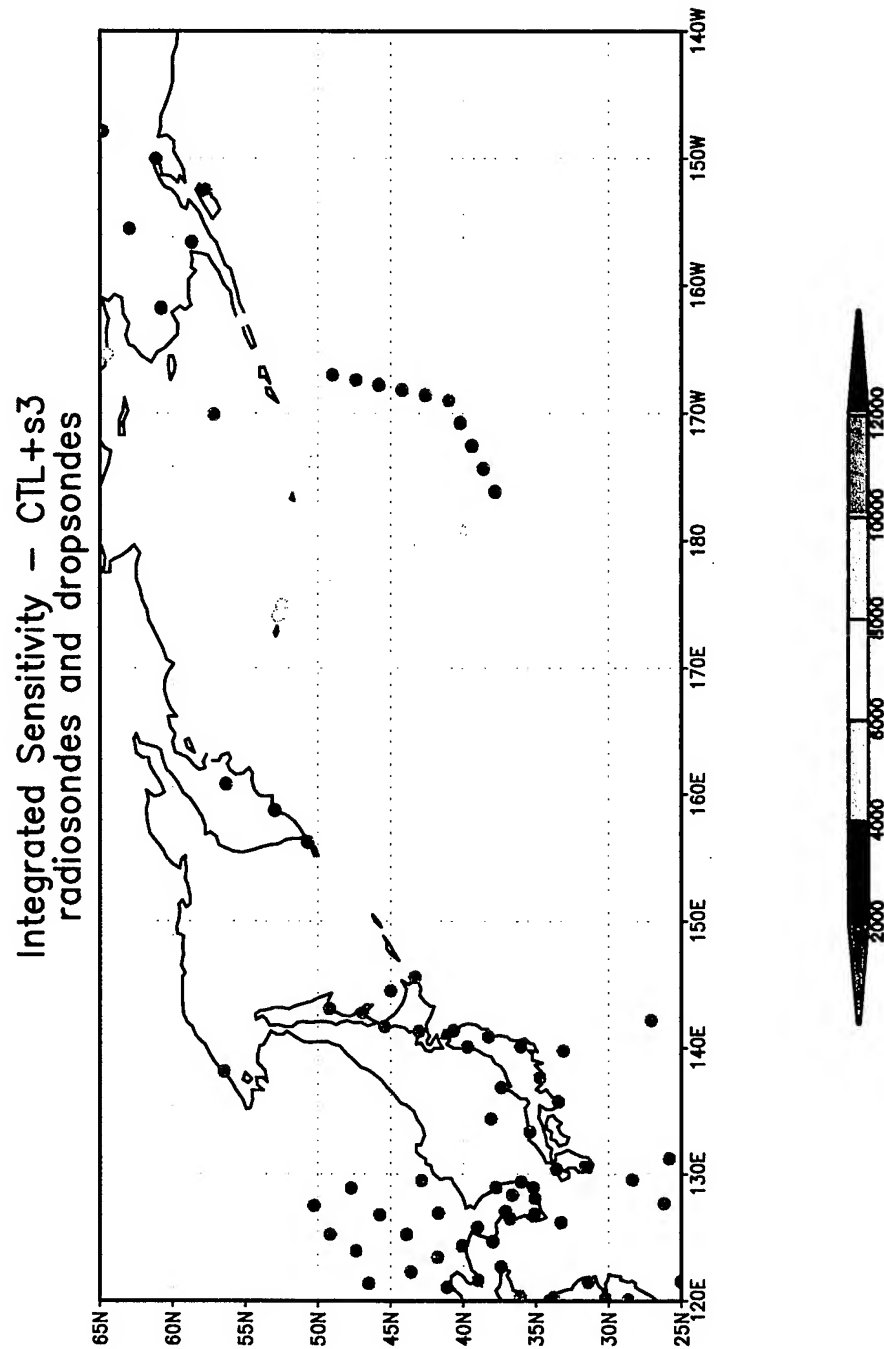 Integrated Sensitivity – CTL+s3
radiosondes and dropsondes
65N
60N
55N
50N
45N
40N
35N
30N
25N
120E
130E
140E
150E
160E
170E
180
170W
160W
150W
140W
2000
4000
6000
8000
10000
12000